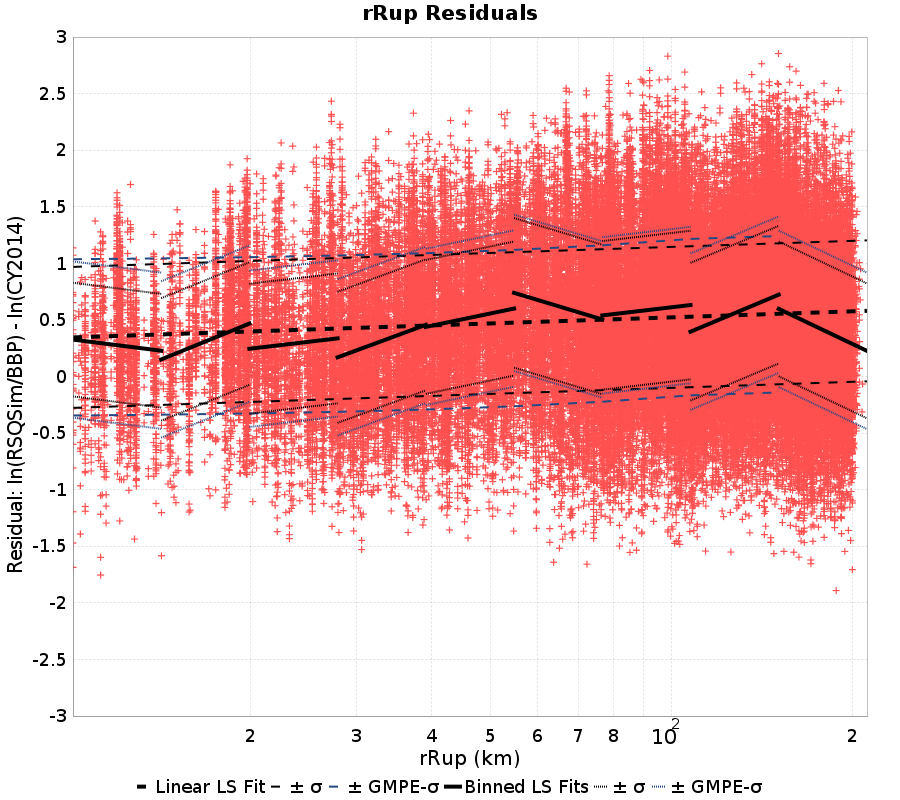 rRup Residuals
3
2.5
2
1.5
1
0.5
0
-0.5
-1
-1.5
-2
-2.5
-3
Residual: ln(RSQSim/BBP) - ln(CY2014)
2 3 4 5 6 7 8 10² 2
rRup (km)
Linear LS Fit ± σ ± GMPE-σ Binned LS Fits ± σ ± GMPE-σ